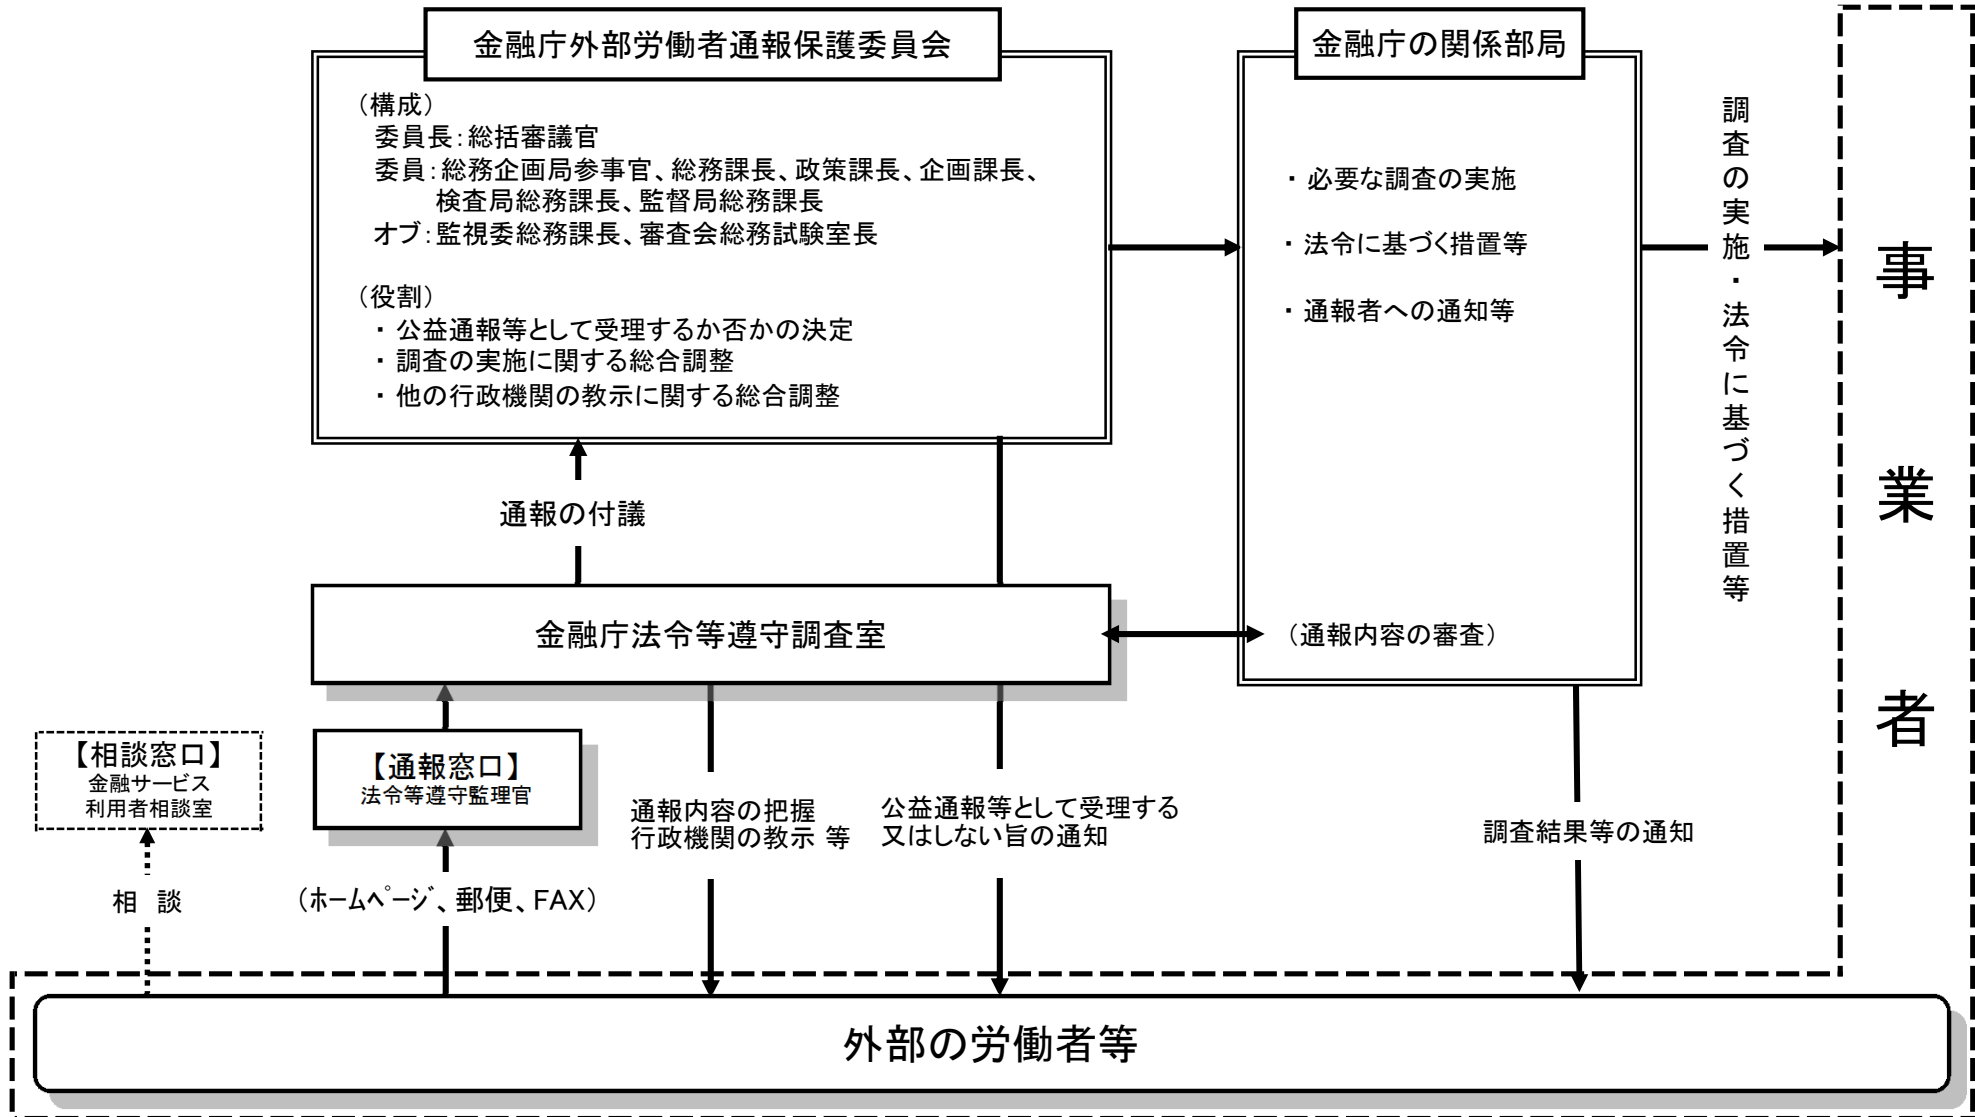 金融庁外部労働者通報保護委員会
(構成)
委員長:総括審議官
委員:総務企画局参事官、総務課長、政策課長、企画課長、
検査局総務課長、監督局総務課長
オブ:監視委総務課長、審査会総務試験室長
(役割)
・ 公益通報等として受理するか否かの決定
・ 調査の実施に関する総合調整
・ 他の行政機関の教示に関する総合調整
金融庁の関係部局
・ 必要な調査の実施
・ 法令に基づく措置等
・ 通報者への通知等
(通報内容の審査)
調査の実施・法令に基づく措置等
事業者
通報の付議
金融庁法令等遵守調査室
【相談窓口】
金融サービス
利用者相談室
【通報窓口】
法令等遵守監理官
通報内容の把握
行政機関の教示 等
公益通報等として受理する
又はしない旨の通知
調査結果等の通知
相 談
(ホームページ、郵便、FAX)
外部の労働者等